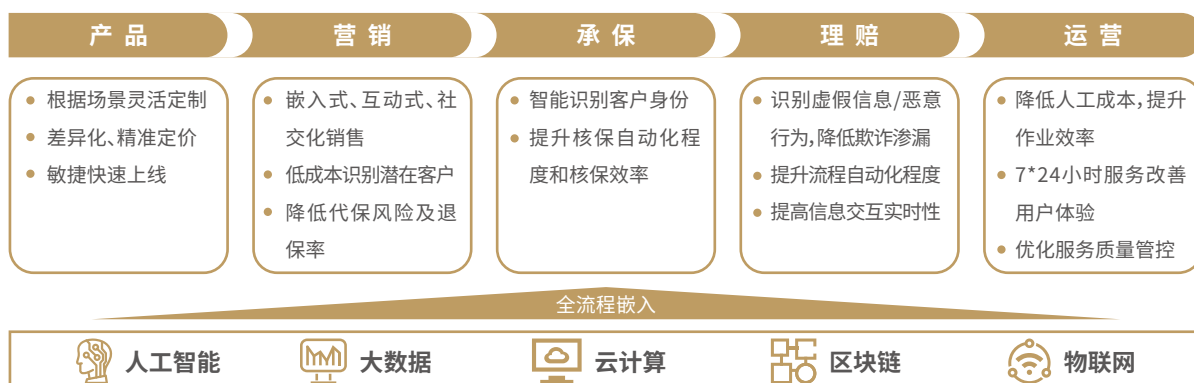 产品
营销
承保
理赔
运营
• 根据场景灵活定制
• 差异化、精准定价
• 敏捷快速上线
• 嵌入式、互动式、社
交化销售
• 低成本识别潜在客户
• 降低代保风险及退
保率
• 智能识别客户身份
• 提升核保自动化程
度和核保效率
• 识别虚假信息/恶意
行为,降低欺诈渗漏
• 提升流程自动化程度
• 提高信息交互实时性
• 降低人工成本,提升
作业效率
• 7*24小时服务改善
用户体验
• 优化服务质量管控
全流程嵌入
人工智能
大数据
云计算
区块链
物联网